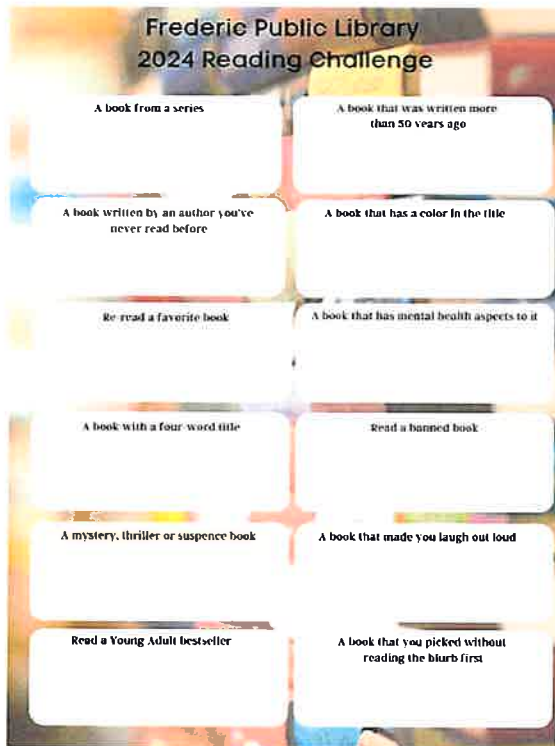 Frederic Public Library
2024 Reading Challenge
A book from a series
A book that was written more
than 50 years ago
A book written by an author you've
never read before
A book that has a color in the title
Re-read a favorite book
A book that has mental health aspects to it
A book with a four-word title
Read a banned book
A mystery, thriller or suspence book
A book that made you laugh out loud
Read a Young Adult bestseller
A book that you picked without
reading the blurb first